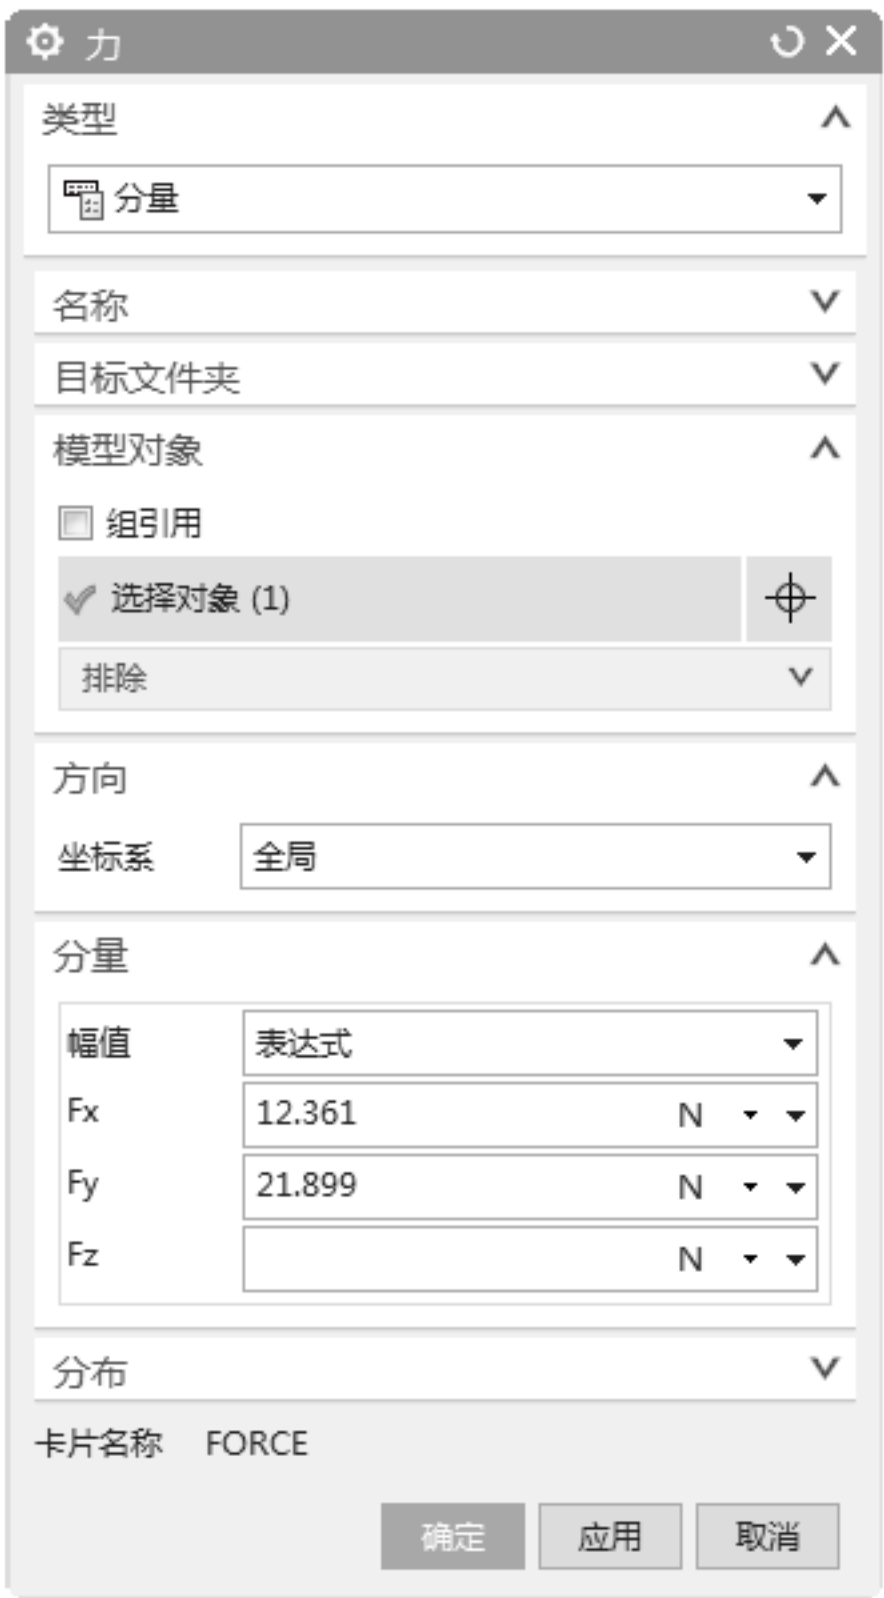 力
类型
分量
名称
目标文件夹
模型对象
组引用
选择对象 (1)
排除
方向
坐标系 全局
分量
幅值 表达式
Fx 12.361 N
Fy 21.899 N
Fz N
分布
卡片名称 FORCE
确定 应用 取消